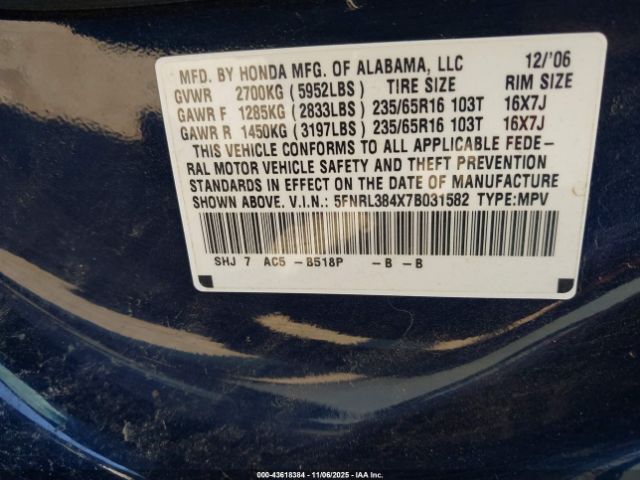 MFD. BY HONDA MFG. OF ALABAMA, LLC 12/'06
GVWR 2700KG (5952LBS) TIRE SIZE RIM SIZE
GAWR F 1285KG (2833LBS) 235/65R16 103T 16X7J
GAWR R 1450KG (3197LBS) 235/65R16 103T 16X7J
THIS VEHICLE CONFORMS TO ALL APPLICABLE FEDE-
RAL MOTOR VEHICLE SAFETY AND THEFT PREVENTION
STANDARDS IN EFFECT ON THE DATE OF MANUFACTURE
SHOWN ABOVE. V.I.N.: 5FNRL384X7B031582 TYPE:MPV
SHJ 7 AC5 -B518P -B -B
000-43618384 - 11/06/2025 - IAA Inc.